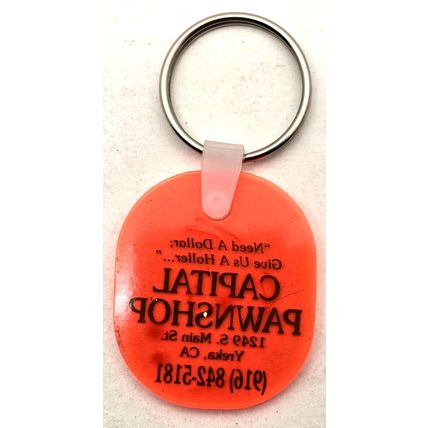 "Need A Dollar;
Give Us A Holler..."
CAPITAL
PAWNSHOP
1249 S. Main St.
Yreka, CA
(916) 842-5181